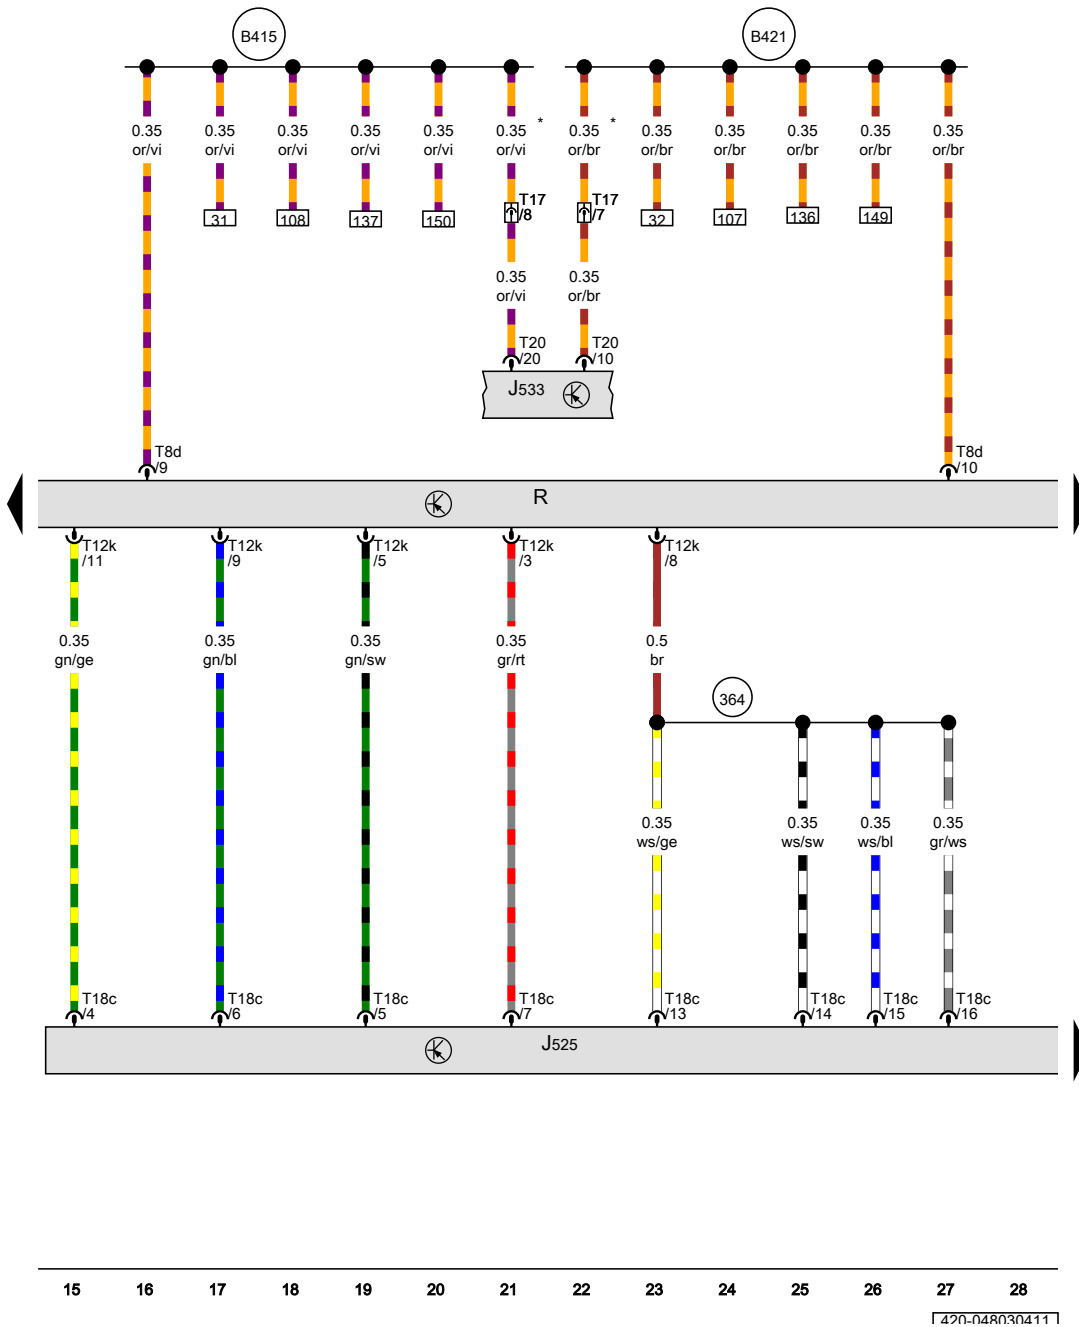 B415 B421
0.35 0.35 0.35 0.35 0.35 0.35 * 0.35 * 0.35 0.35 0.35 0.35 0.35
or/vi or/vi or/vi or/vi or/vi or/vi or/br or/br or/br or/br or/br or/br
T17 T17
/8 /7
31 108 137 150 32 107 136 149
0.35 0.35
or/vi or/br
T20 T20
/20 /10
J533
T8d T8d
/9 /10
R
T12k T12k T12k T12k T12k
/11 /9 /5 /3 /8
0.35 0.35 0.35 0.35 0.5
gn/ge gn/bl gn/sw gr/rt br
364
0.35 0.35 0.35 0.35
ws/ge ws/sw ws/bl gr/ws
T18c T18c T18c T18c T18c T18c T18c T18c
/4 /6 /5 /7 /13 /14 /15 /16
J525
15 16 17 18 19 20 21 22 23 24 25 26 27 28
420-048030411